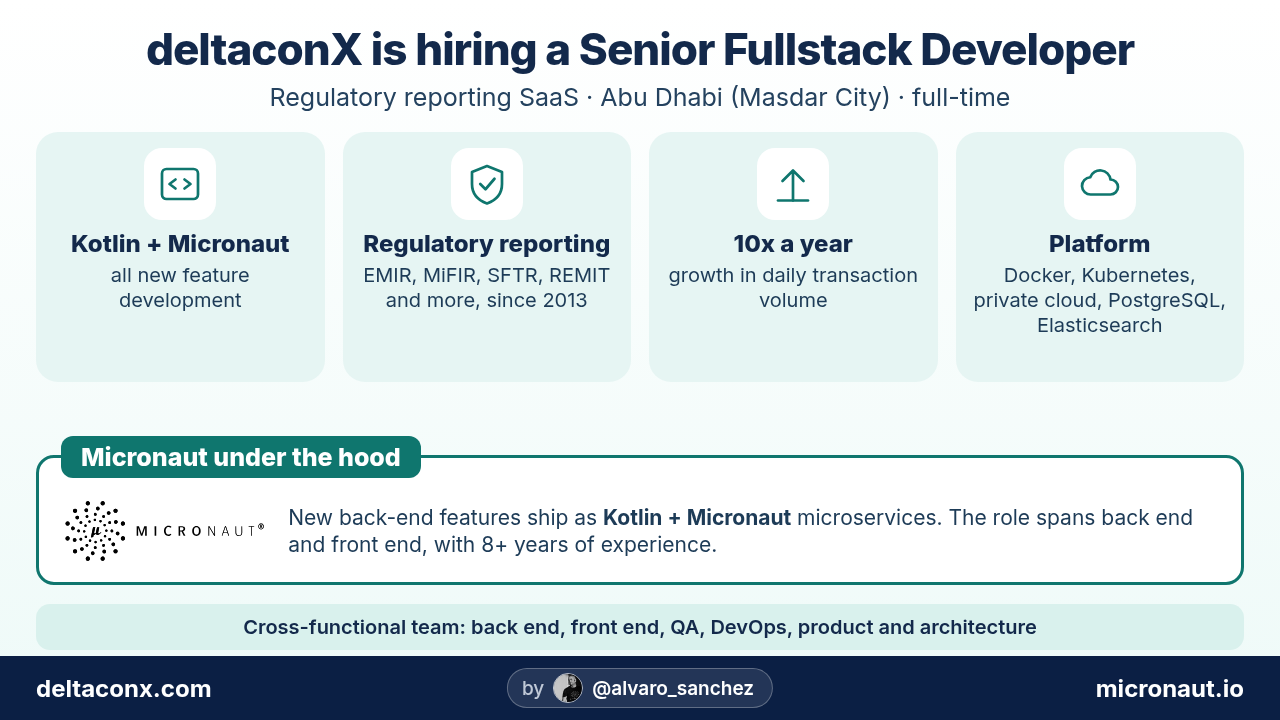 deltaconX is hiring a Senior Fullstack Developer
Regulatory reporting SaaS · Abu Dhabi (Masdar City) · full-time
Kotlin + Micronaut
all new feature
development
Regulatory reporting
EMIR, MiFIR, SFTR, REMIT
and more, since 2013
10x a year
growth in daily transaction
volume
Platform
Docker, Kubernetes,
private cloud, PostgreSQL,
Elasticsearch
Micronaut under the hood
μ MICRONAUT®
New back-end features ship as Kotlin + Micronaut microservices. The role spans back end
and front end, with 8+ years of experience.
Cross-functional team: back end, front end, QA, DevOps, product and architecture
deltaconx.com
by @alvaro_sanchez
micronaut.io